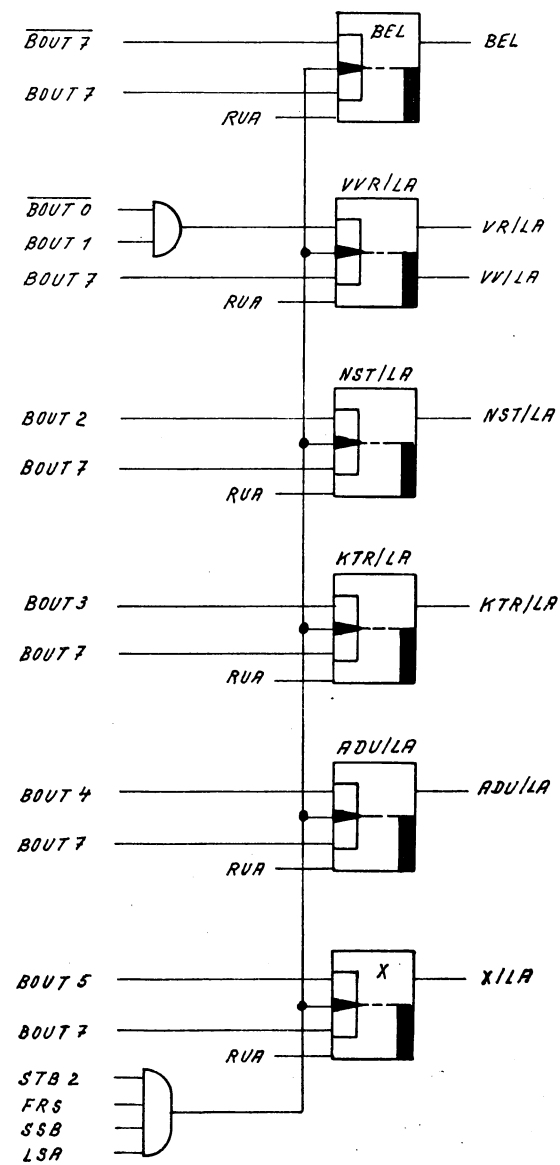 BOUT 7
BEL
BEL
BOUT 7
RUA
VVR/LA
BOUT 0
VR/LA
BOUT 1
BOUT 7
VV/LA
RUA
NST/LA
BOUT 2
NST/LA
BOUT 7
RUA
KTR/LA
BOUT 3
KTR/LA
BOUT 7
RUA
ADU/LA
BOUT 4
ADU/LA
BOUT 7
RUA
BOUT 5
X
X/LA
BOUT 7
RUA
STB 2
FRS
SSB
LSA